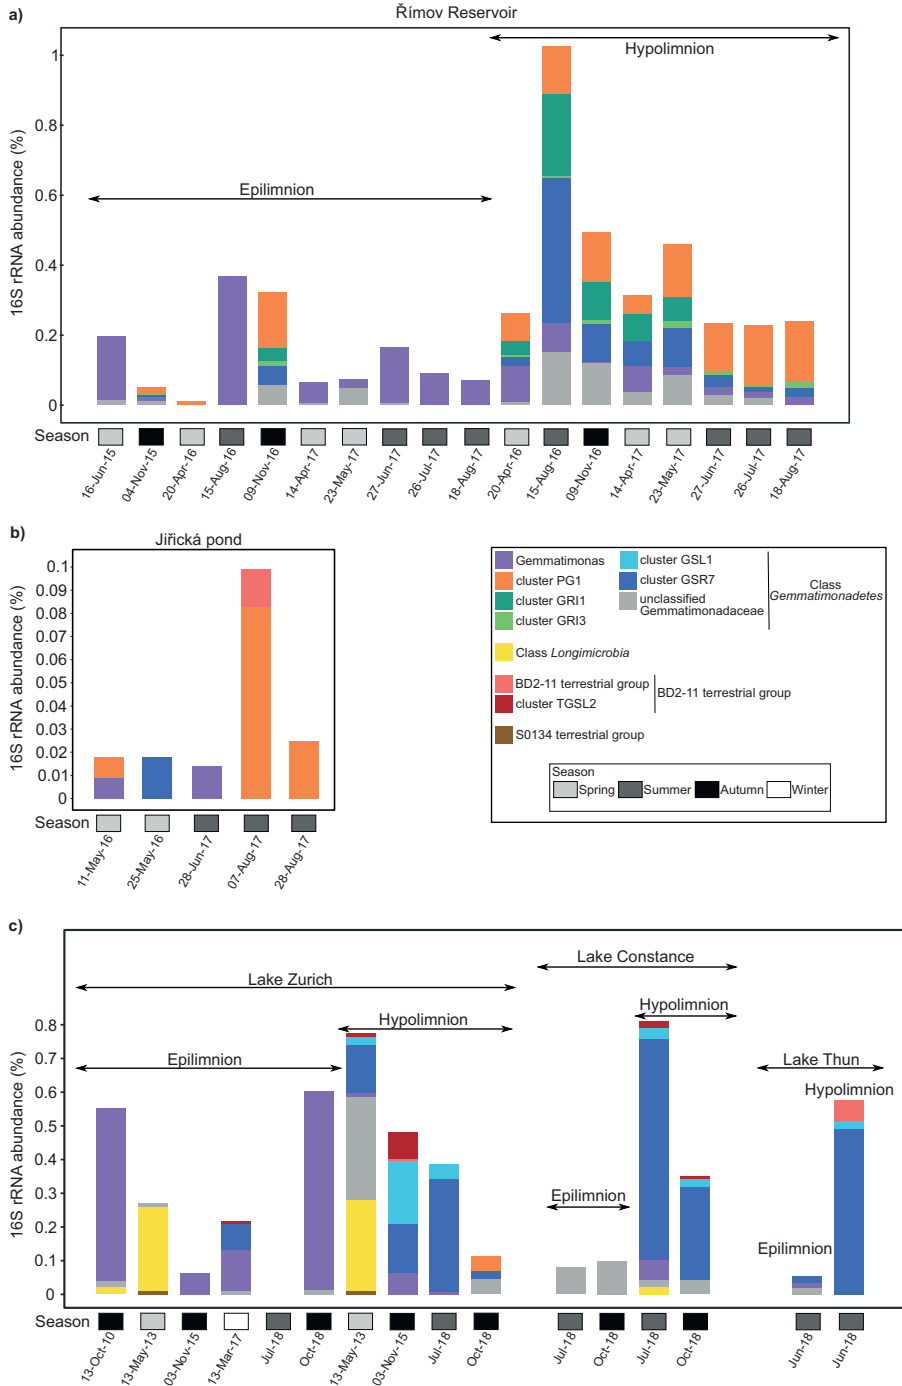 a)
Římov Reservoir
Hypolimnion
Epilimnion
16S rRNA abundance (%)
1
0.8
0.6
0.4
0.2
0
Season
16-Jun-15
04-Nov-15
20-Apr-16
15-Aug-16
09-Nov-16
14-Apr-17
23-May-17
27-Jun-17
26-Jul-17
18-Aug-17
20-Apr-16
15-Aug-16
09-Nov-16
14-Apr-17
23-May-17
27-Jun-17
26-Jul-17
18-Aug-17
b)
Jiřická pond
16S rRNA abundance (%)
0.1
0.09
0.08
0.07
0.06
0.05
0.04
0.03
0.02
0.01
0
Season
11-May-16
25-May-16
28-Jun-17
07-Aug-17
28-Aug-17
Gemmatimonas
cluster PG1
cluster GRI1
cluster GRI3
cluster GSL1
cluster GSR7
unclassified
Gemmatimonadaceae
Class
Gemmatimonadetes
Class Longimicrobia
BD2-11 terrestrial group
cluster TGSL2
BD2-11 terrestrial group
S0134 terrestrial group
Season
Spring
Summer
Autumn
Winter
c)
Lake Constance
Lake Zurich
Hypolimnion
Hypolimnion
Epilimnion
Lake Thun
Hypolimnion
Epilimnion
Epilimnion
16S rRNA abundance (%)
0.8
0.7
0.6
0.5
0.4
0.3
0.2
0.1
0
Season
13-Oct-10
13-May-13
03-Nov-15
13-Mar-17
Jul-18
Oct-18
13-May-13
03-Nov-15
Jul-18
Oct-18
Jul-18
Oct-18
Jul-18
Oct-18
Jun-18
Jun-18